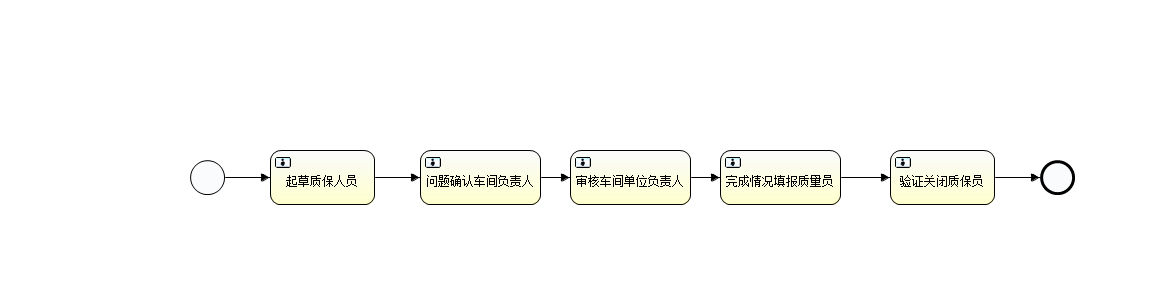 起草质保人员
问题确认车间负责人
审核车间单位负责人
完成情况填报质量员
验证关闭质保员